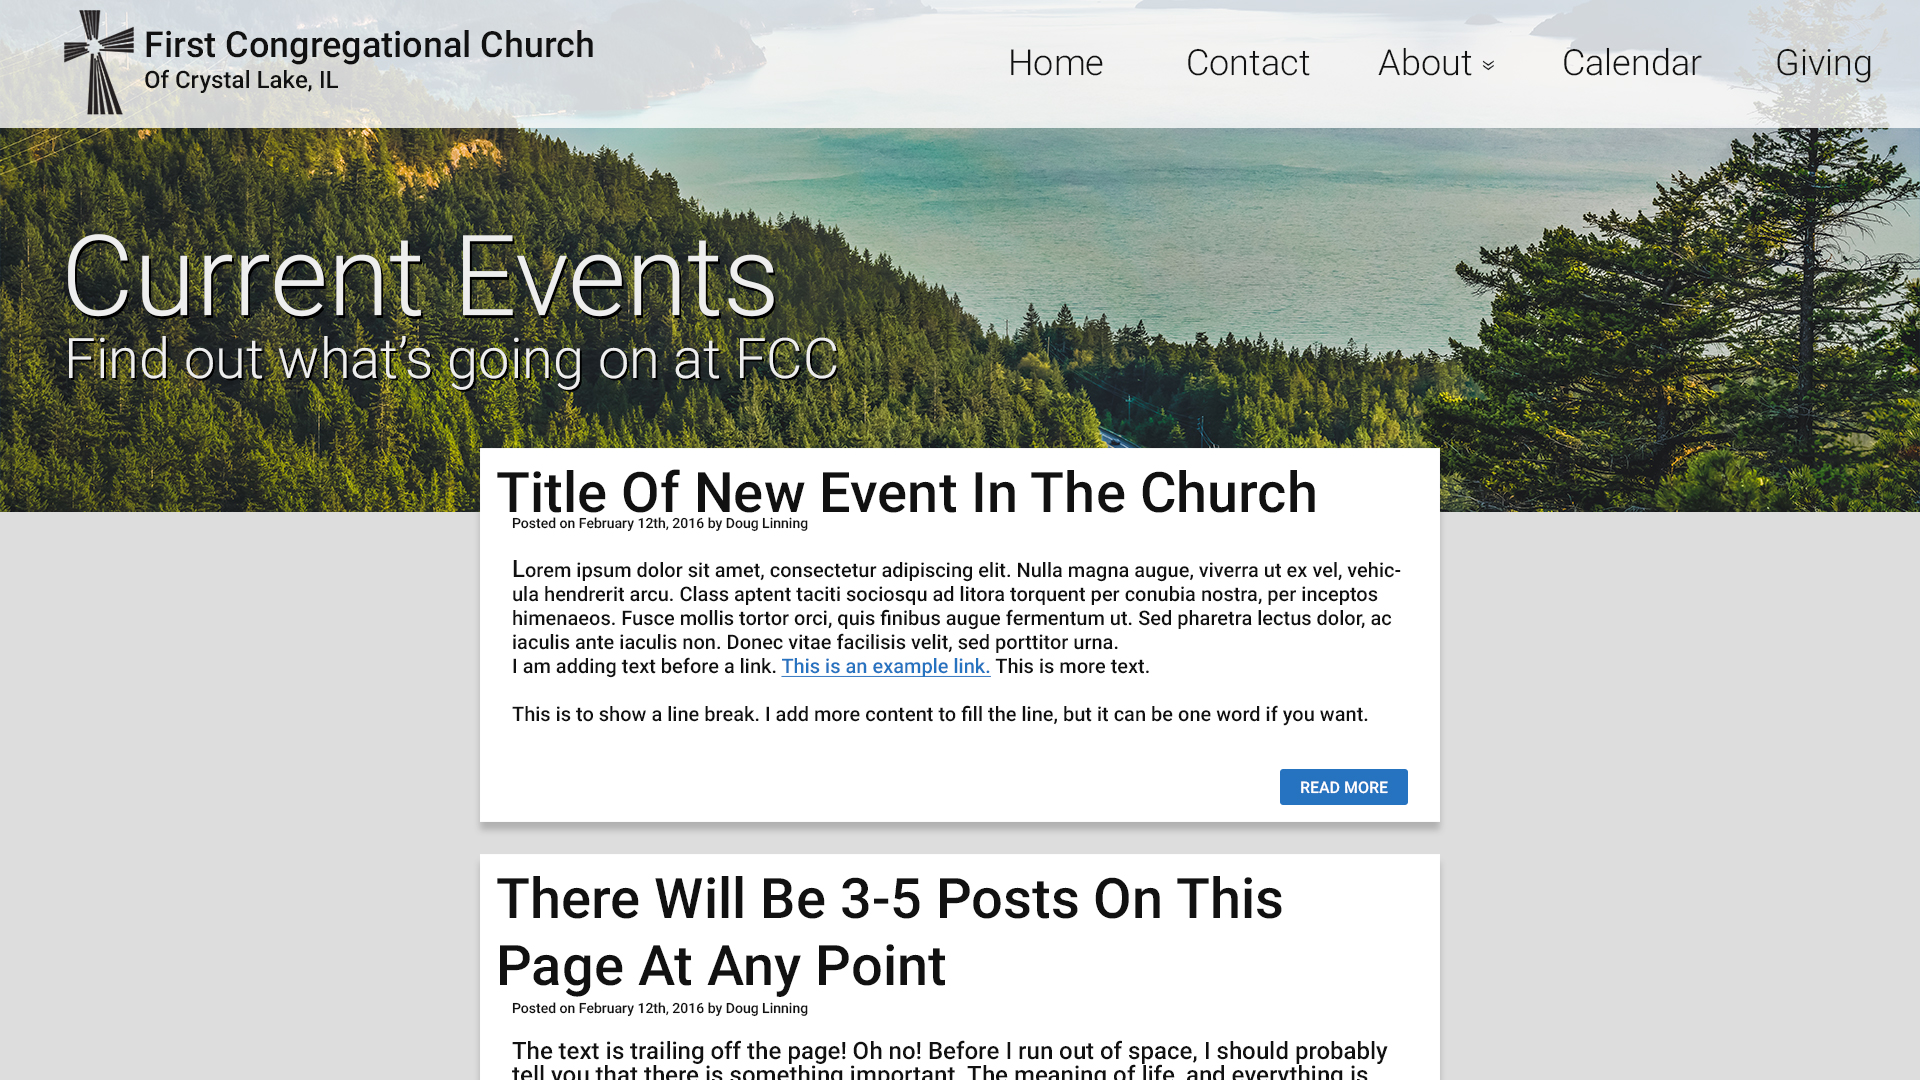 First Congregational Church
Of Crystal Lake, IL
Home Contact About Calendar Giving
Current Events
Find out what’s going on at FCC
Title Of New Event In The Church
Posted on February 12th, 2016 by Doug Linning
Lorem ipsum dolor sit amet, consectetur adipiscing elit. Nulla magna augue, viverra ut ex vel, vehic-
ula hendrerit arcu. Class aptent taciti sociosqu ad litora torquent per conubia nostra, per inceptos
himenaeos. Fusce mollis tortor orci, quis finibus augue fermentum ut. Sed pharetra lectus dolor, ac
iaculis ante iaculis non. Donec vitae facilisis velit, sed porttitor urna.
I am adding text before a link. This is an example link. This is more text.
This is to show a line break. I add more content to fill the line, but it can be one word if you want.
READ MORE
There Will Be 3-5 Posts On This
Page At Any Point
Posted on February 12th, 2016 by Doug Linning
The text is trailing off the page! Oh no! Before I run out of space, I should probably
tell you that there is something important. The meaning of life, and everything is